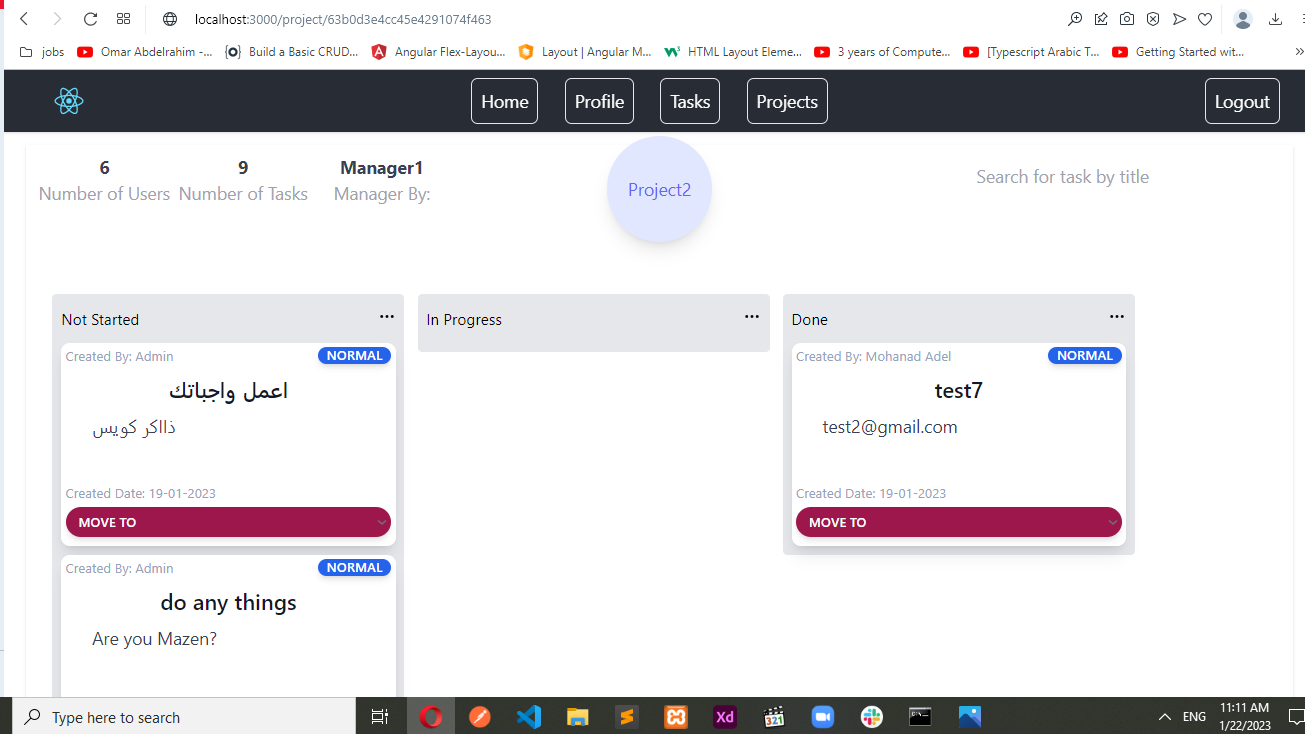 localhost:3000/project/63b0d3e4cc45e4291074f463
jobs
Omar Abdelrahim -...
Build a Basic CRUD...
Angular Flex-Layou...
Layout | Angular M...
HTML Layout Eleme...
3 years of Compute...
[Typescript Arabic T...
Getting Started wit...
Home
Profile
Tasks
Projects
Logout
6
Number of Users
9
Number of Tasks
Manager1
Manager By:
Project2
Search for task by title
Not Started
Created By: Admin
NORMAL
اعمل واجباتك
ذااكر كويس
Created Date: 19-01-2023
MOVE TO
Created By: Admin
NORMAL
do any things
Are you Mazen?
In Progress
Done
Created By: Mohanad Adel
NORMAL
test7
test2@gmail.com
Created Date: 19-01-2023
MOVE TO
Type here to search
Xd
321
ENG
11:11 AM
1/22/2023